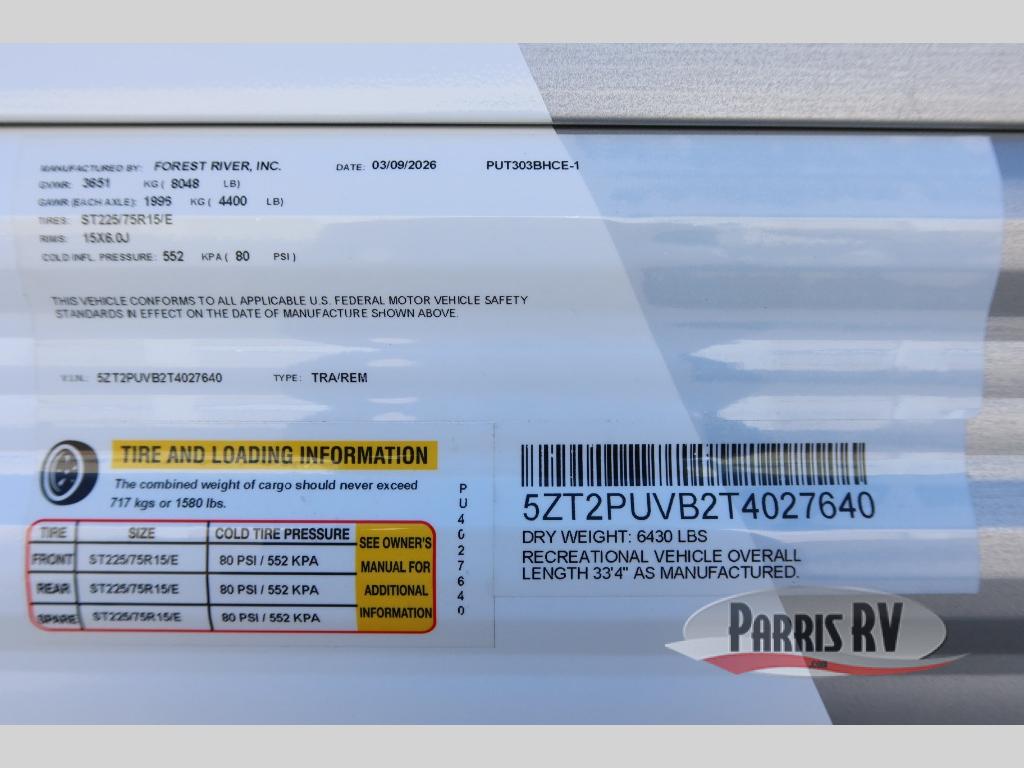 MANUFACTURED BY: FOREST RIVER, INC. DATE: 03/09/2026 PUT303BHCE-1
GVWR: 3651 KG ( 8048 LB)
GAWR (EACH AXLE): 1996 KG ( 4400 LB)
TIRES: ST225/75R15/E
RIMS: 15X6.0J
COLD INFL. PRESSURE: 552 KPA ( 80 PSI )
THIS VEHICLE CONFORMS TO ALL APPLICABLE U.S. FEDERAL MOTOR VEHICLE SAFETY
STANDARDS IN EFFECT ON THE DATE OF MANUFACTURE SHOWN ABOVE.
V.I.N.: 5ZT2PUVB2T4027640 TYPE: TRA/REM
TIRE AND LOADING INFORMATION
The combined weight of cargo should never exceed
717 kgs or 1580 lbs.
TIRE SIZE COLD TIRE PRESSURE
FRONT ST225/75R15/E 80 PSI / 552 KPA
REAR ST225/75R15/E 80 PSI / 552 KPA
SPARE ST225/75R15/E 80 PSI / 552 KPA
SEE OWNER'S
MANUAL FOR
ADDITIONAL
INFORMATION
PU4027640
5ZT2PUVB2T4027640
DRY WEIGHT: 6430 LBS
RECREATIONAL VEHICLE OVERALL
LENGTH 33'4" AS MANUFACTURED.
PARRIS RV
.com